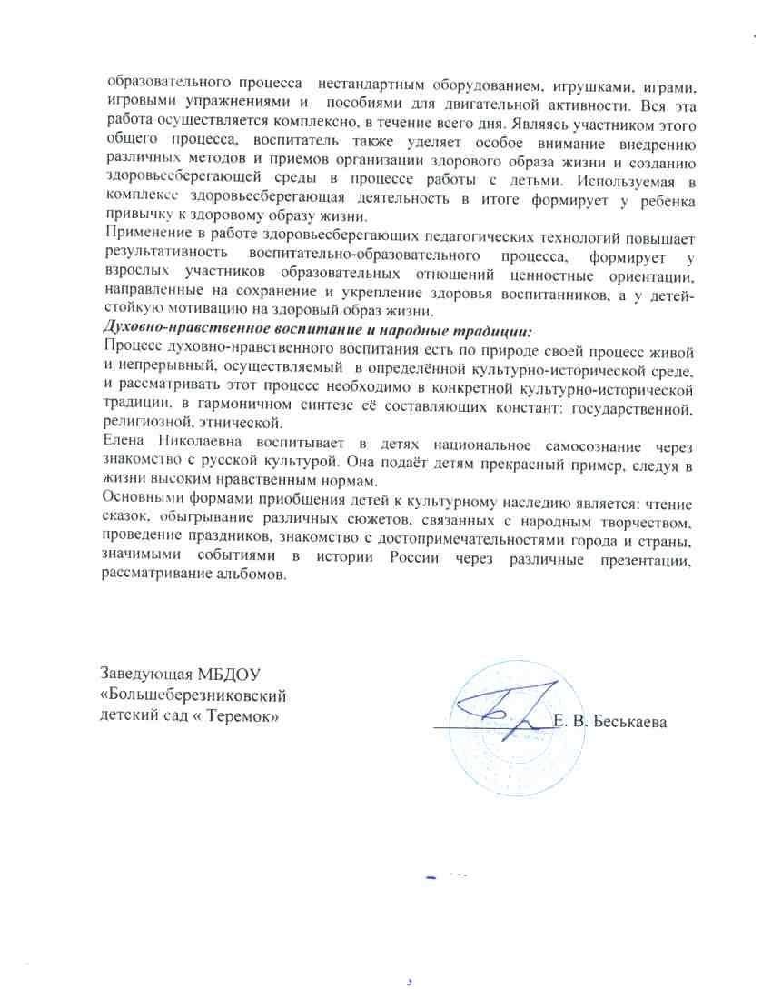 образовательного процесса нестандартным оборудованием, игрушками, играми,
игровыми упражнениями и пособиями для двигательной активности. Вся эта
работа осуществляется комплексно, в течение всего дня. Являясь участником этого
общего процесса, воспитатель также уделяет особое внимание внедрению
различных методов и приемов организации здорового образа жизни и созданию
здоровьесберегающей среды в процессе работы с детьми. Используемая в
комплексе здоровьесберегающая деятельность в итоге формирует у ребенка
привычку к здоровому образу жизни.
Применение в работе здоровьесберегающих педагогических технологий повышает
результативность воспитательно-образовательного процесса, формирует у
взрослых участников образовательных отношений ценностные ориентации,
направленные на сохранение и укрепление здоровья воспитанников, а у детей-
стойкую мотивацию на здоровый образ жизни.
Духовно-нравственное воспитание и народные традиции:
Процесс духовно-нравственного воспитания есть по природе своей процесс живой
и непрерывный, осуществляемый в определённой культурно-исторической среде,
и рассматривать этот процесс необходимо в конкретной культурно-исторической
традиции, в гармоничном синтезе её составляющих констант: государственной,
религиозной, этнической.
Елена Николаевна воспитывает в детях национальное самосознание через
знакомство с русской культурой. Она подаёт детям прекрасный пример, следуя в
жизни высоким нравственным нормам.
Основными формами приобщения детей к культурному наследию является: чтение
сказок, обыгрывание различных сюжетов, связанных с народным творчеством,
проведение праздников, знакомство с достопримечательностями города и страны,
значимыми событиями в истории России через различные презентации,
рассматривание альбомов.
Заведующая МБДОУ
«Большеберезниковский
детский сад « Теремок»
Е. В. Беськаева